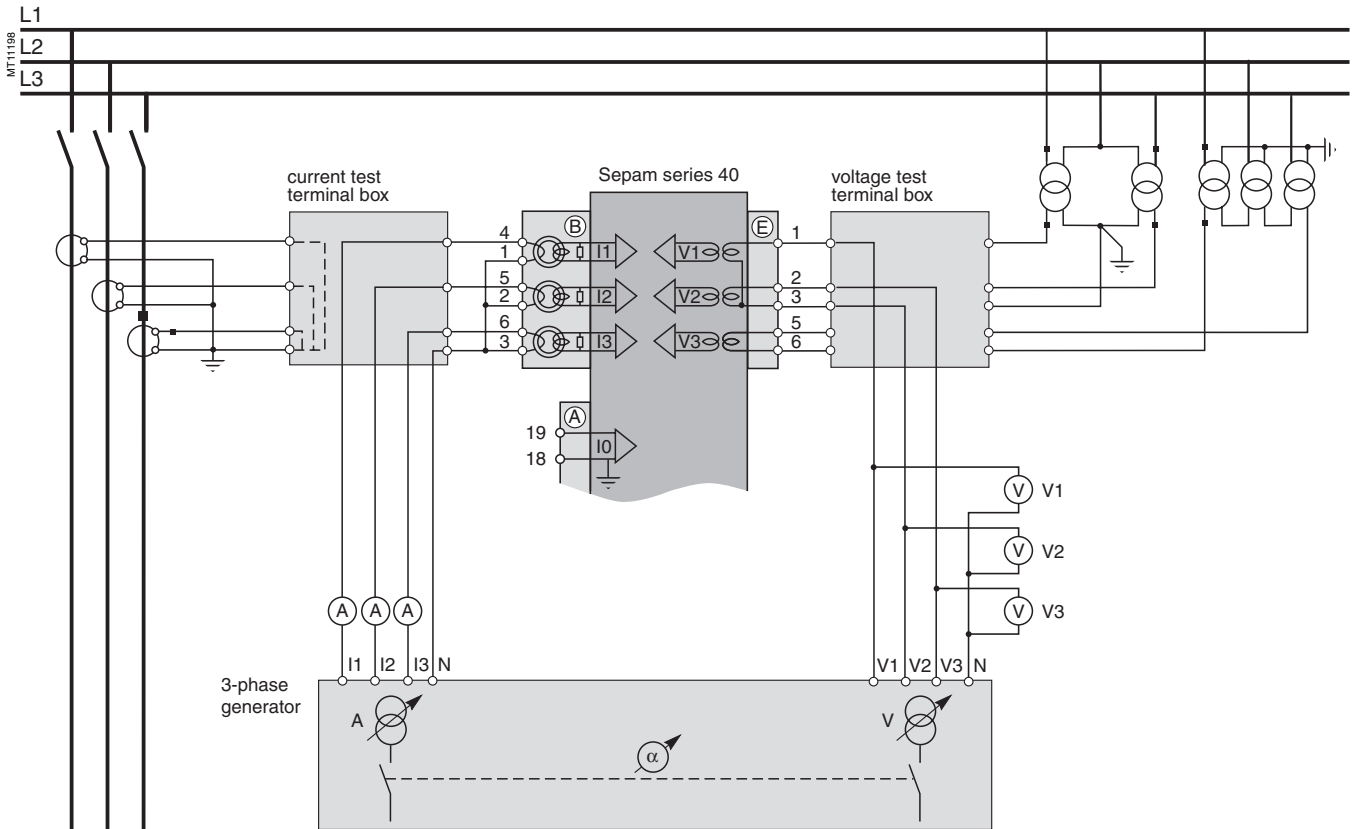 L1
MT11198
L2
L3
current test
terminal box
Sepam series 40
voltage test
terminal box
B
E
4
1
I1
V1
1
5
2
I2
V2
2
3
6
3
I3
V3
5
6
A
19
18
I0
V
V1
V
V2
V
V3
A
A
A
I1
I2
I3
N
V1
V2
V3
N
3-phase
generator
A
V
α